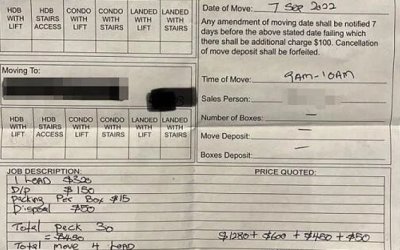 HDB WITH LIFT
HDB STAIRS ACCESS
CONDO WITH LIFT
CONDO WITH STAIRS
LANDED WITH LIFT
LANDED WITH STAIRS
Date of Move: 7 Sep 2022
Any amendment of moving date shall be notified 7
days before the above stated date failing which
there shall be additional charge $100. Cancellation
of move deposit shall be forfeited.
Moving To:
Time of Move: 9AM-10AM
Sales Person:
Number of Boxes: -
Move Deposit: -
Boxes Deposit: -
HDB WITH LIFT
HDB STAIRS ACCESS
CONDO WITH LIFT
CONDO WITH STAIRS
LANDED WITH LIFT
LANDED WITH STAIRS
JOB DESCRIPTION:
1 LOAD $320
D/P $150
Packing Per Box $15
Disposal $50
Total peck 30
= $450
Total move 4 LOAD
PRICE QUOTED:
$1280 + $600 + $450 + $50